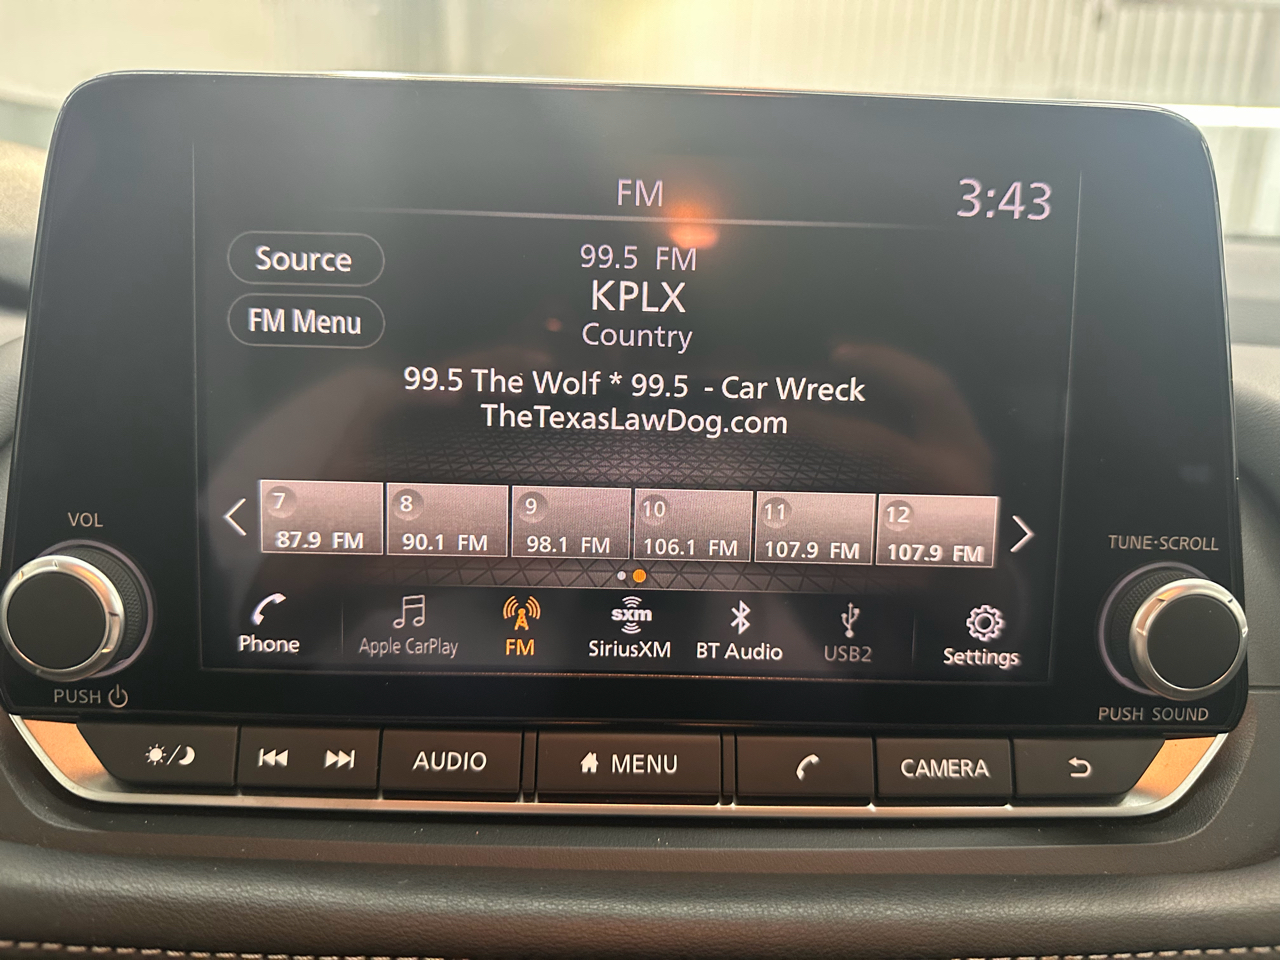 FM
3:43
Source
99.5 FM
KPLX
FM Menu
Country
99.5 The Wolf * 99.5 - Car Wreck
TheTexasLawDog.com
7
87.9 FM
8
90.1 FM
9
98.1 FM
10
106.1 FM
11
107.9 FM
12
107.9 FM
VOL
TUNE·SCROLL
Phone
Apple CarPlay
FM
sxm
SiriusXM
BT Audio
USB2
Settings
PUSH
PUSH SOUND
AUDIO
MENU
CAMERA